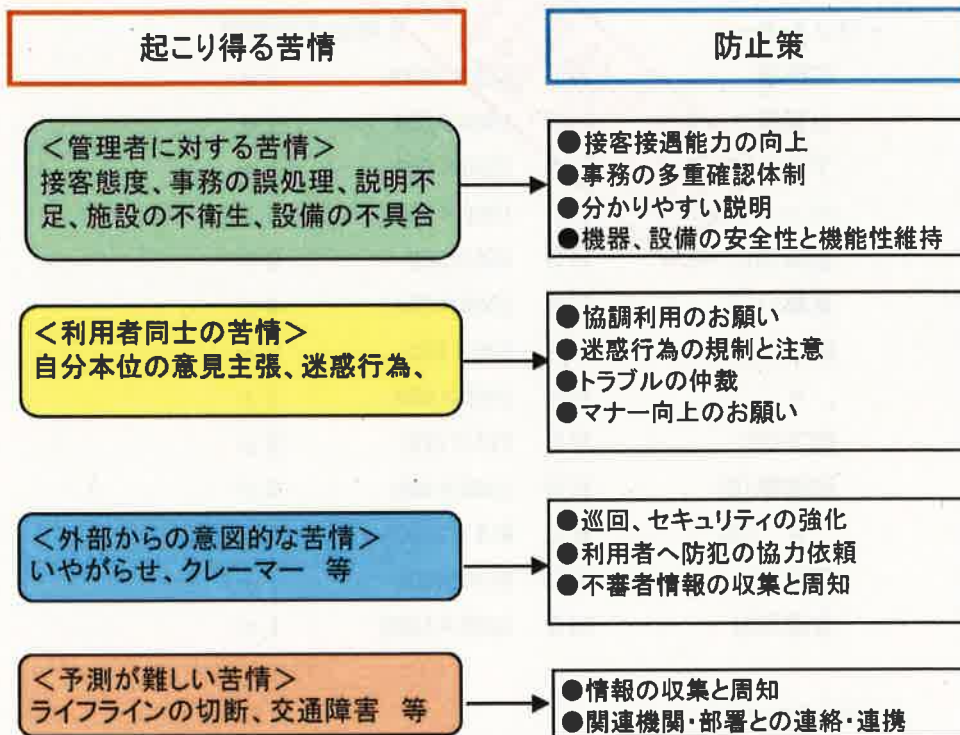 起こり得る苦情
防止策
＜管理者に対する苦情＞
接客態度、事務の誤処理、説明不
足、施設の不衛生、設備の不具合
●接客接遇能力の向上
●事務の多重確認体制
●分かりやすい説明
●機器、設備の安全性と機能性維持
＜利用者同士の苦情＞
自分本位の意見主張、迷惑行為、
●協調利用のお願い
●迷惑行為の規制と注意
●トラブルの仲裁
●マナー向上のお願い
＜外部からの意図的な苦情＞
いやがらせ、クレーマー　等
●巡回、セキュリティの強化
●利用者へ防犯の協力依頼
●不審者情報の収集と周知
＜予測が難しい苦情＞
ライフラインの切断、交通障害　等
●情報の収集と周知
●関連機関・部署との連絡・連携